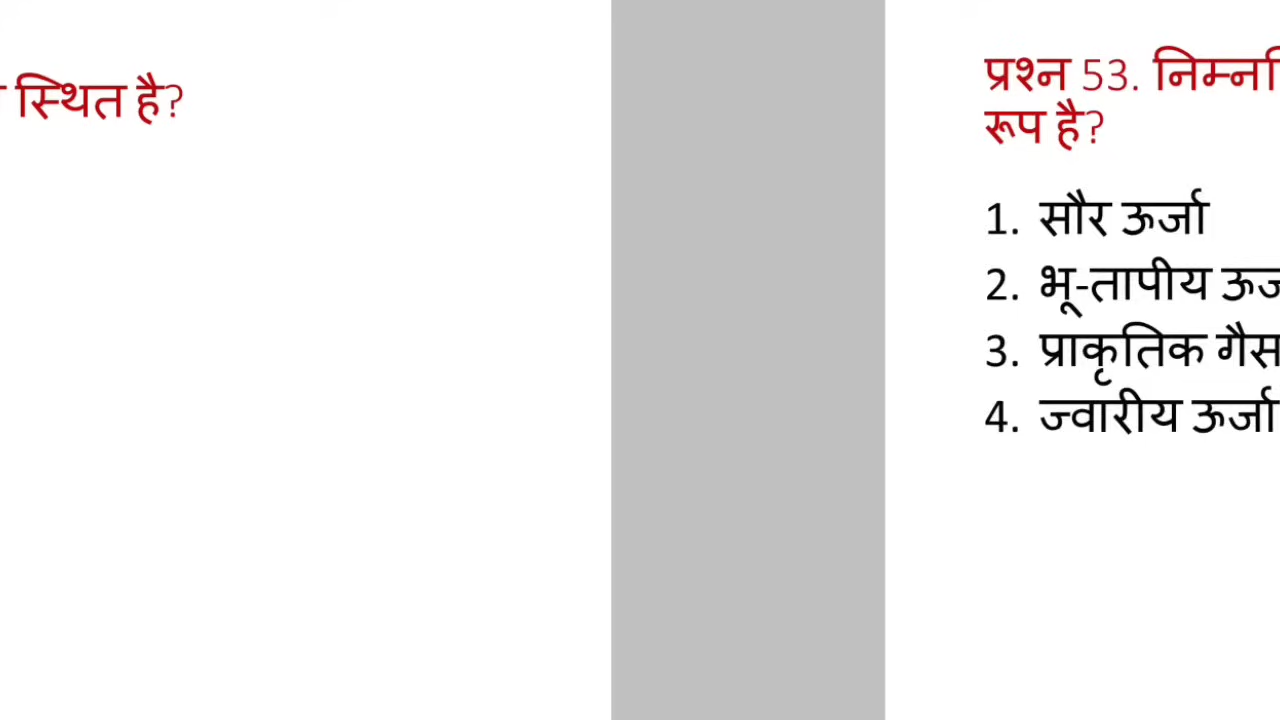 स्थित है?
प्रश्न 53.
रूप है?
1. सौर ऊर्जा
2. भू-तापीय
3. प्राकृतिक गैस
4. ज्वारीय ऊर्जा